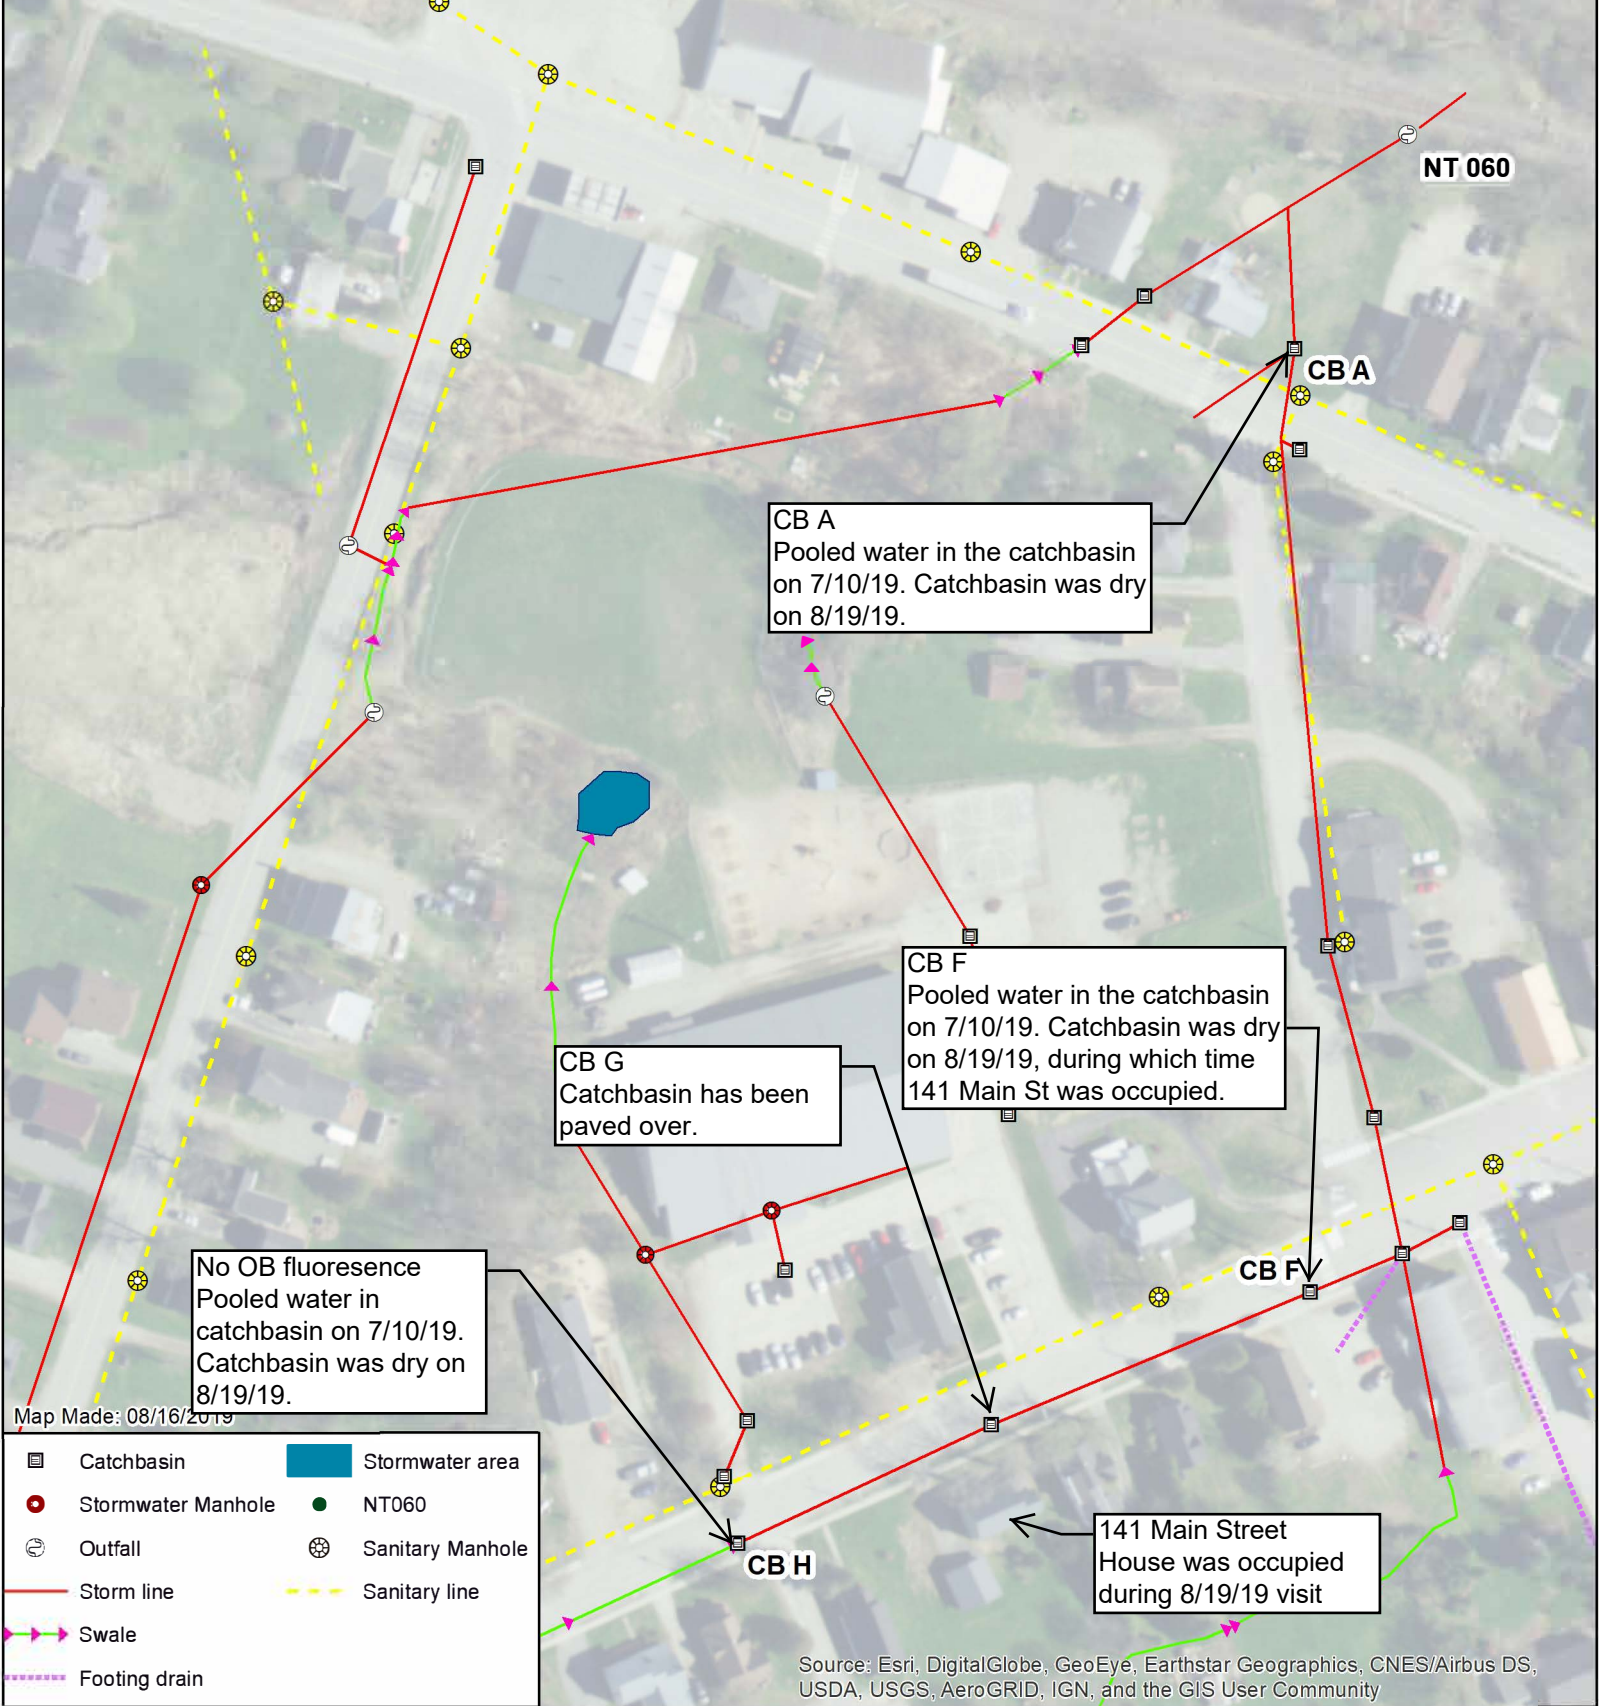 NT 060
CB A
CB A
Pooled water in the catchbasin
on 7/10/19. Catchbasin was dry
on 8/19/19.
CB F
Pooled water in the catchbasin
on 7/10/19. Catchbasin was dry
on 8/19/19, during which time
141 Main St was occupied.
CB G
Catchbasin has been
paved over.
CB F
No OB fluoresence
Pooled water in
catchbasin on 7/10/19.
Catchbasin was dry on
8/19/19.
Map Made: 08/16/2019
CB H
141 Main Street
House was occupied
during 8/19/19 visit
Catchbasin
Stormwater area
Stormwater Manhole
NT060
Outfall
Sanitary Manhole
Storm line
Sanitary line
Swale
Footing drain
Source: Esri, DigitalGlobe, GeoEye, Earthstar Geographics, CNES/Airbus DS,
USDA, USGS, AeroGRID, IGN, and the GIS User Community